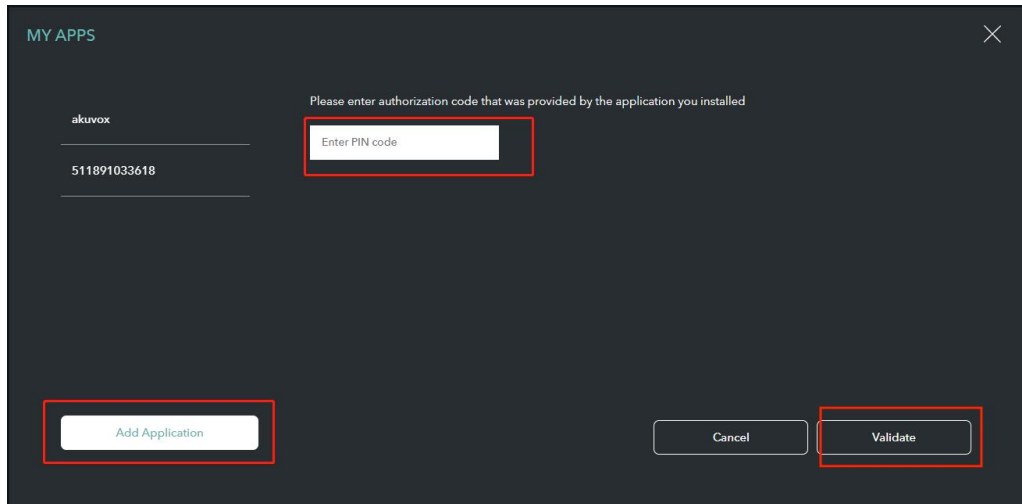 MY APPS
Please enter authorization code that was provided by the application you installed
akuvox
Enter PIN code
511891033618
Add Application
Cancel
Validate